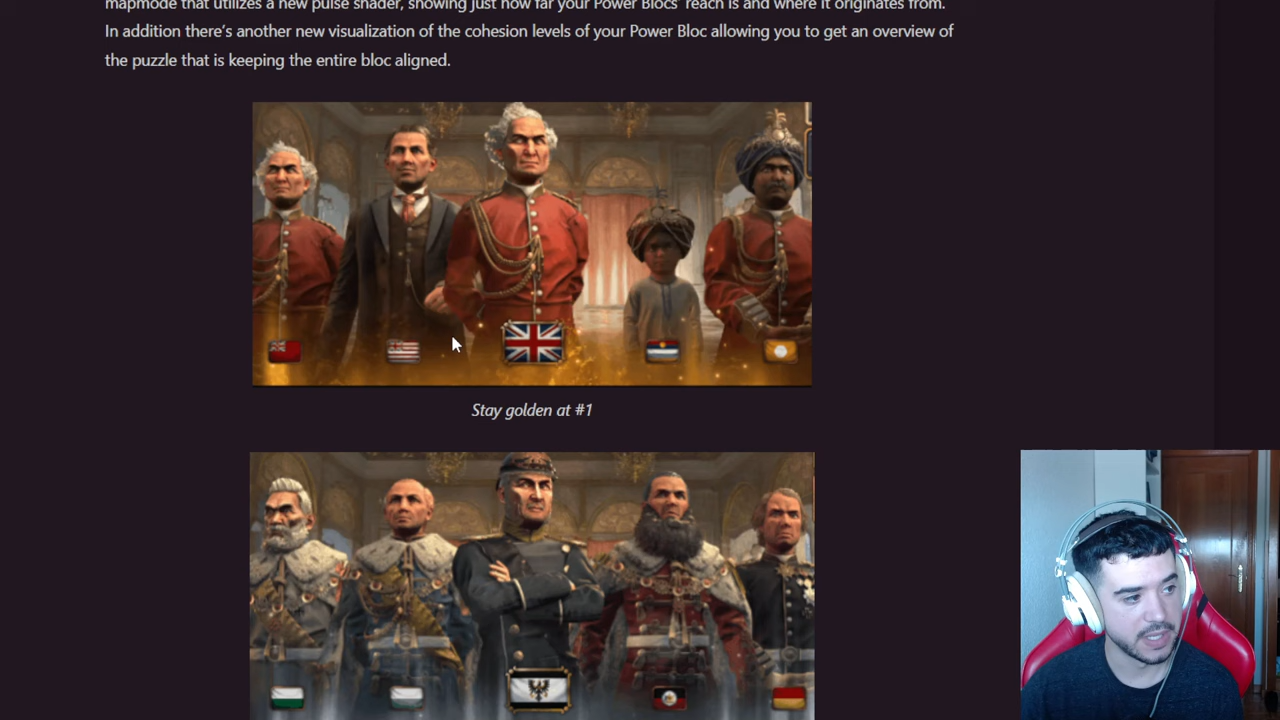 mapmode that utilizes a new pulse shader, showing just how far your Power Blocs' reach is and where it originates from.
In addition there's another new visualization of the cohesion levels of your Power Bloc allowing you to get an overview of
the puzzle that is keeping the entire bloc aligned.
Stay golden at #1